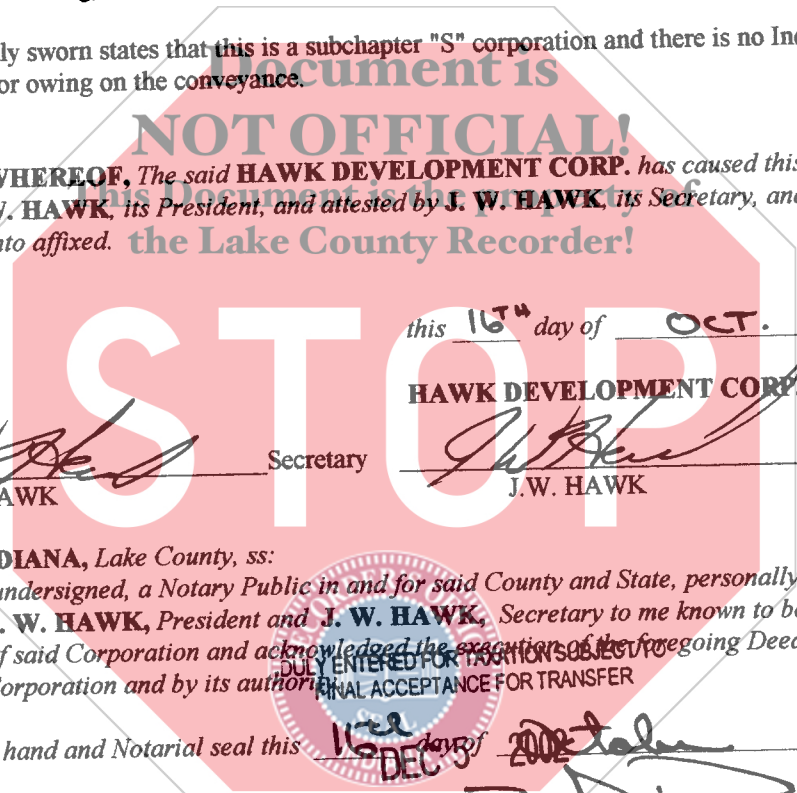 ly sworn states that this is a subchapter "S" corporation and there is no In
or owing on the conveyance.
Document is
NOT OFFICIAL!
This Document is the property of
the Lake County Recorder!
WHEREOF, The said HAWK DEVELOPMENT CORP. has caused this
W. HAWK, its President, and attested by J. W. HAWK, its Secretary, and
nto affixed.
STOP
this 16TH day of OCT.
HAWK DEVELOPMENT CORP.
Secretary
AWK
J.W. HAWK
DIANA, Lake County, ss:
undersigned, a Notary Public in and for said County and State, personally
. W. HAWK, President and J. W. HAWK, Secretary to me known to be
f said Corporation and acknowledged the execution of the foregoing Deed
orporation and by its authority.
DULY ENTERED FOR TAXATION SUBJECT TO
FINAL ACCEPTANCE FOR TRANSFER
hand and Notarial seal this 16th day of October
DEC 5 2002
SEAL